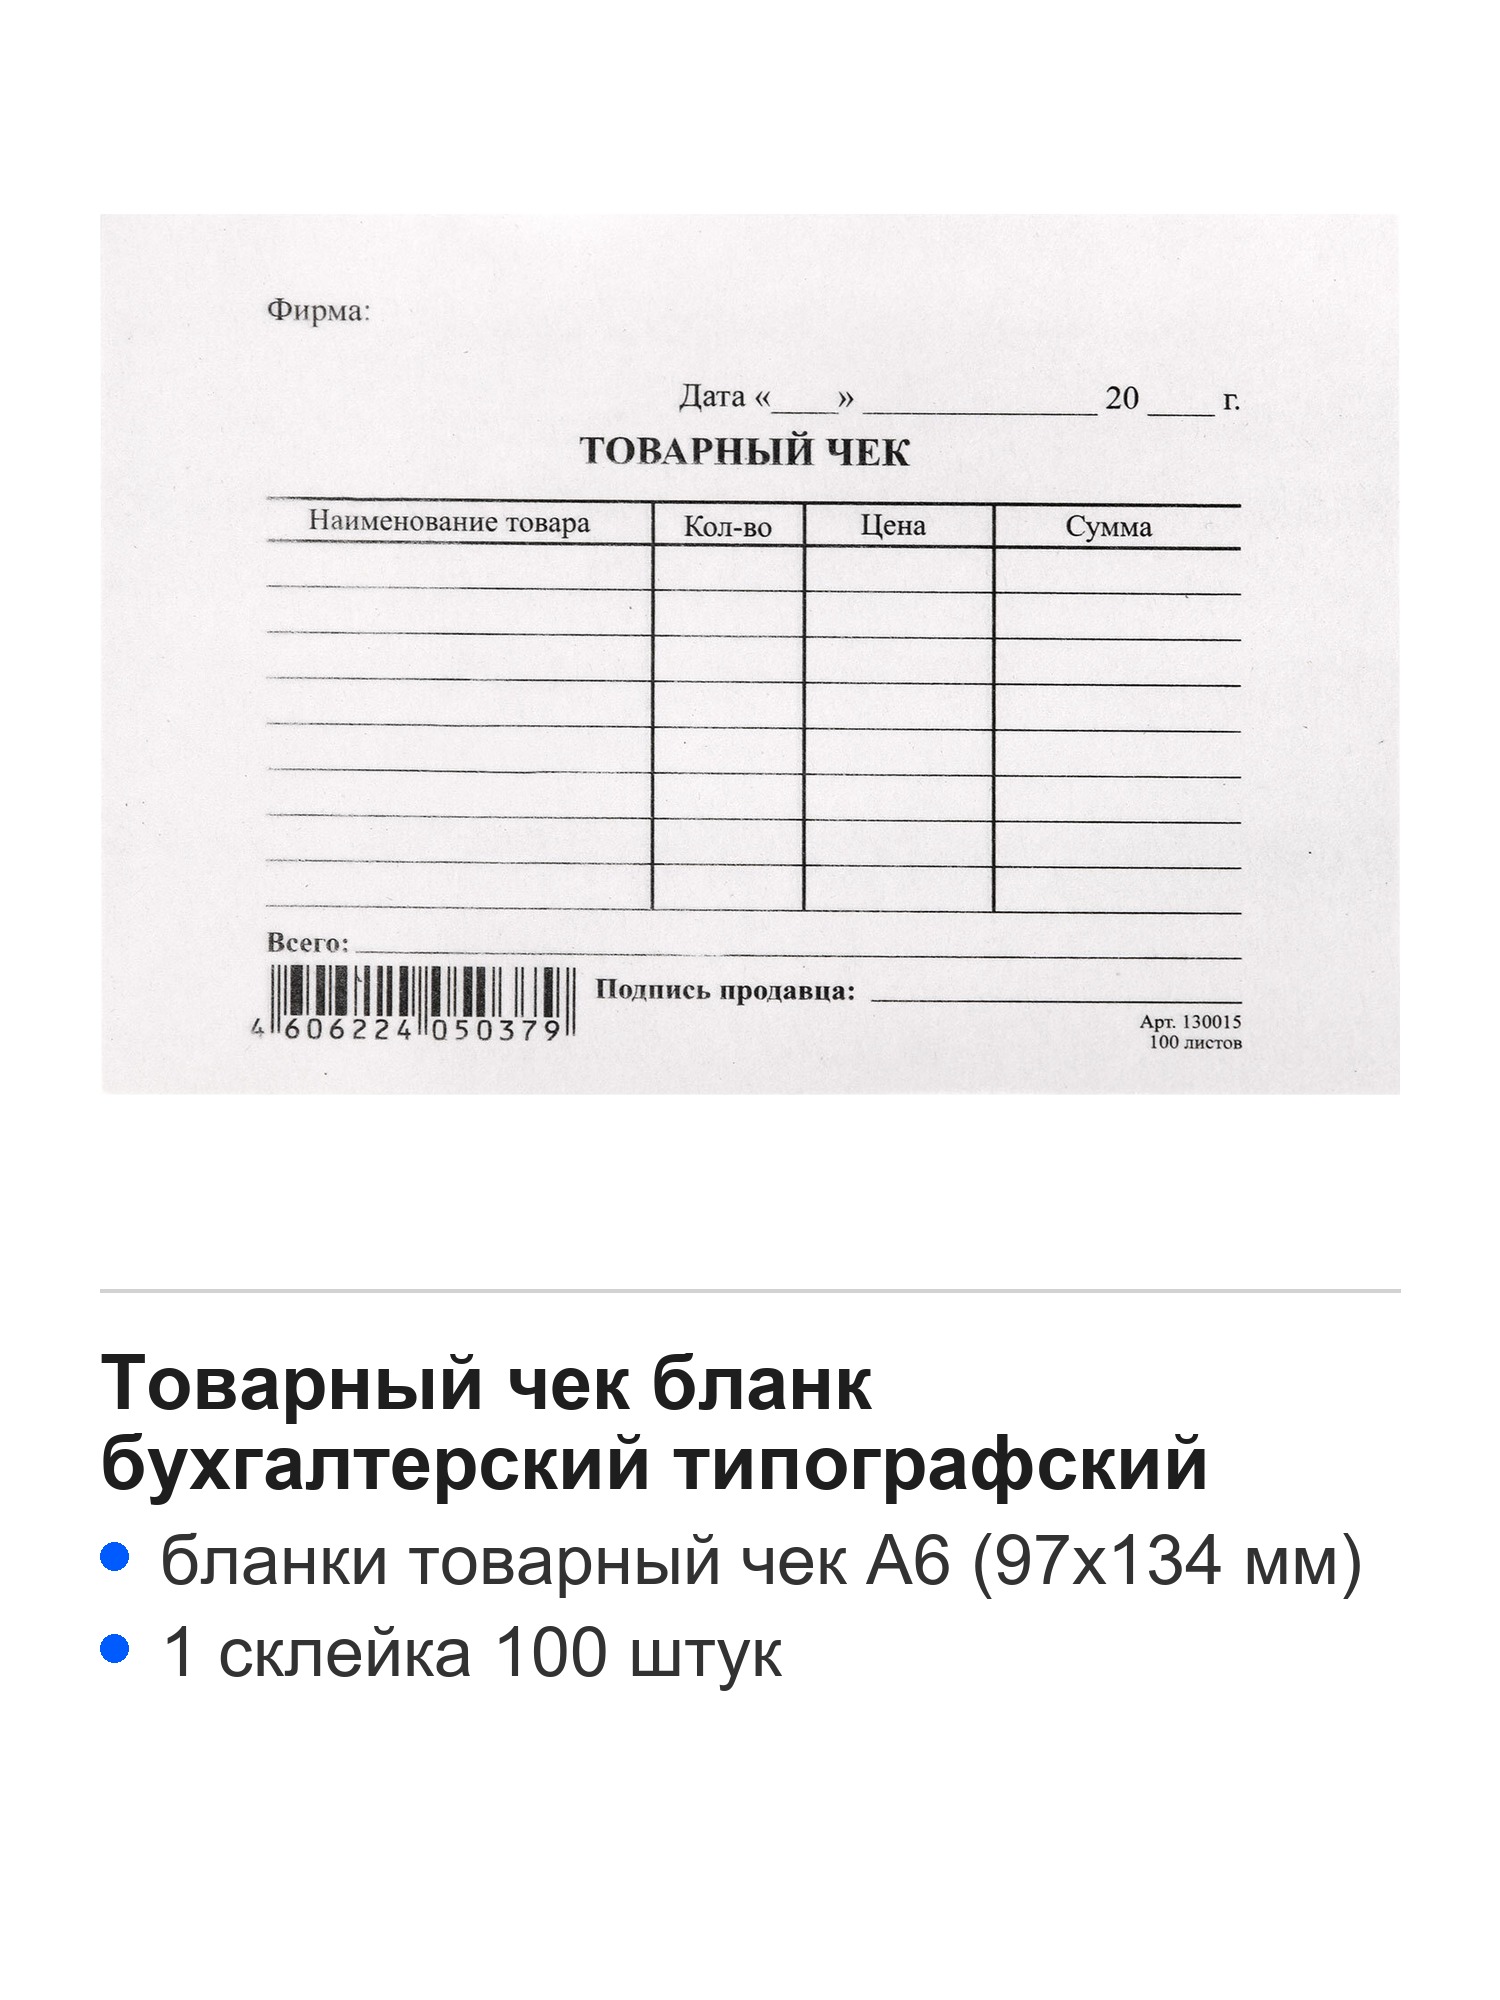 Фирма:
Дата «____» ______________ 20 ____ г.
ТОВАРНЫЙ ЧЕК
Наименование товара Кол-во Цена Сумма
Всего:
Подпись продавца:
4 606224 050379
Арт. 130015
100 листов
Товарный чек бланк
бухгалтерский типографский
бланки товарный чек А6 (97х134 мм)
1 склейка 100 штук